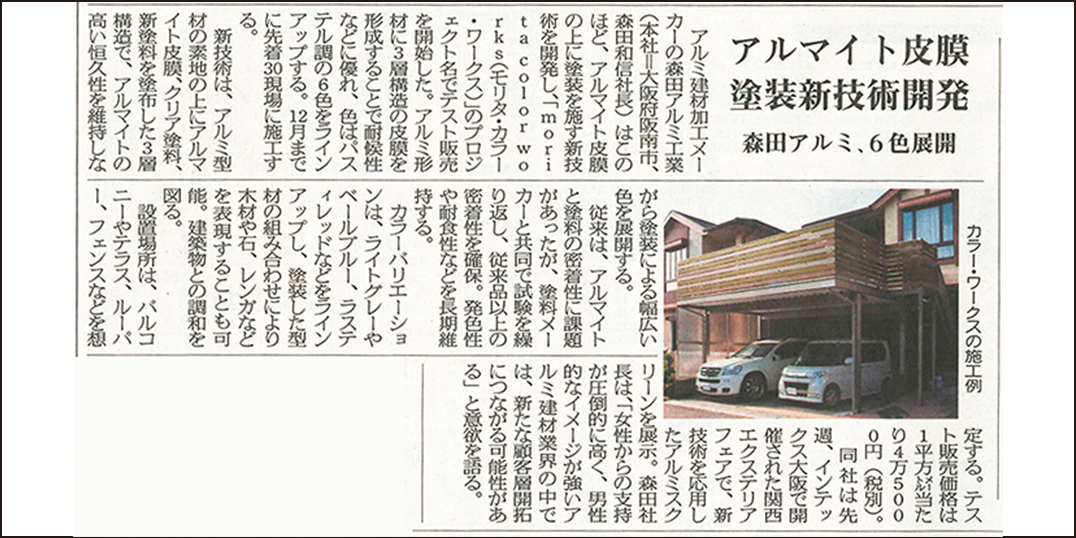 アルマイト皮膜
塗装新技術開発
森田アルミ、6色展開
アルミ建材加工メー
カーの森田アルミ工業
(本社=大阪府阪南市、
森田和信社長)はこの
ほど、アルマイト皮膜
の上に塗装を施す新技
術を開発し、「mori
ta color wo
rks(モリタ・カラー
・ワークス)」のプロジ
ェクト名でテスト販売
を開始した。アルミ形
材に3層構造の皮膜を
形成することで耐候性
などに優れ、色はパス
テル調の6色をライン
アップする。12月まで
に先着30現場に施工す
る。
新技術は、アルミ型
材の素地の上にアルマ
イト皮膜、クリア塗料、
新塗料を塗布した3層
構造で、アルマイトの
高い恒久性を維持しな
カラー・ワークスの施工例
がら塗装による幅広い
色を展開する。
従来は、アルマイト
と塗料の密着性に課題
があったが、塗料メー
カーと共同で試験を繰
り返し、従来品以上の
密着性を確保。発色性
や耐食性などを長期維
持する。
カラーバリエーショ
ンは、ライトグレーや
ペールブルー、ラステ
ィレッドなどをライン
アップし、塗装した型
材の組み合わせにより
木材や石、レンガなど
を表現することも可
能。建築物との調和を
図る。
設置場所は、バルコ
ニーやテラス、ルーバ
ー、フェンスなどを想
定する。テス
ト販売価格は
1平方㍍当た
り4万500
0円(税別)。
同社は先
週、インテッ
クス大阪で開
催された関西
エクステリア
フェアで、新
技術を応用し
たアルミスク
リーンを展示。森田社
長は、「女性からの支持
が圧倒的に高く、男性
的なイメージが強いア
ルミ建材業界の中で
は、新たな顧客層開拓
につながる可能性があ
る」と意欲を語る。